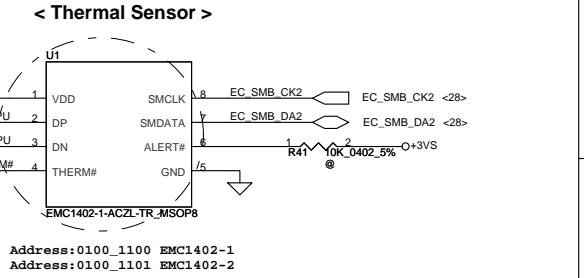 < Thermal Sensor >
U1
1 VDD SMCLK 8 EC_SMB_CK2 EC_SMB_CK2 <28>
PU 2 DP SMDATA 7 EC_SMB_DA2 EC_SMB_DA2 <28>
PU 3 DN ALERT# 6 1 2 +3VS
R41 10K_0402_5%
@
M# 4 THERM# GND 5
EMC1402-1-ACZL-TR_MSOP8
Address:0100_1100 EMC1402-1
Address:0100_1101 EMC1402-2